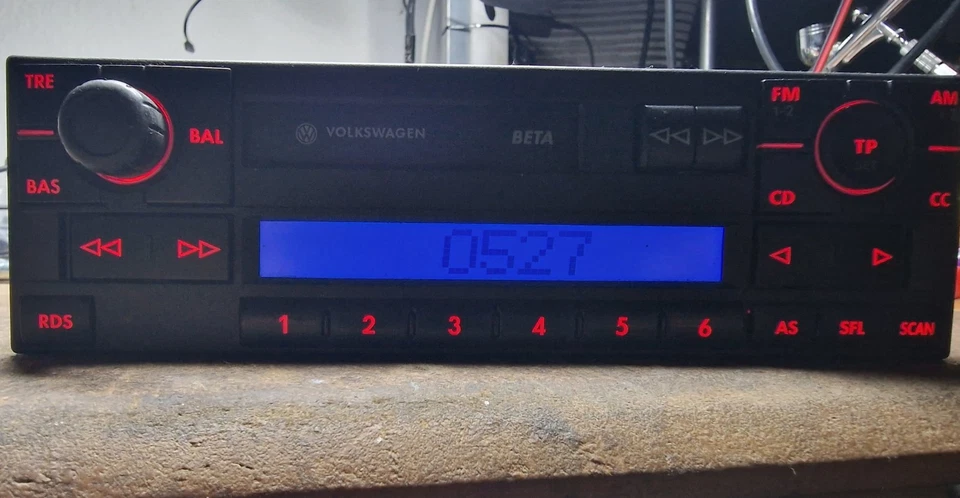 TRE
BAL
BAS
VOLKSWAGEN
BETA
FM
1-2
AM
TP
CD
CC
0527
RDS
1 2 3 4 5 6
AS SFL SCAN